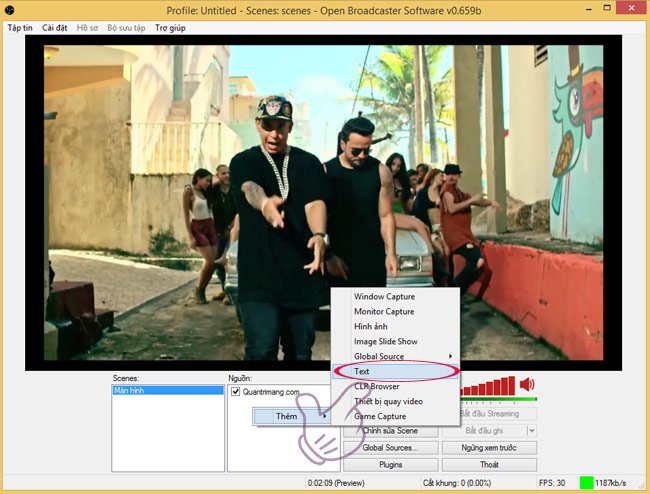 Profile: Untitled - Scenes: scenes - Open Broadcaster Software v0.659b
Tập tin Cài đặt Hồ sơ Bộ sưu tập Trợ giúp
Window Capture
Monitor Capture
Hình ảnh
Image Slide Show
Global Source
Text
CLR Browser
Thiết bị quay video
Game Capture
Scenes:
Màn hình
Nguồn:
Quantrimang.com
Thêm
Bắt đầu Streaming
Chỉnh sửa Scene
Bắt đầu ghi
Global Sources...
Ngừng xem trước
Plugins
Thoát
0:02:09 (Preview) Cắt khung: 0 (0.00%) FPS: 30 1187kb/s